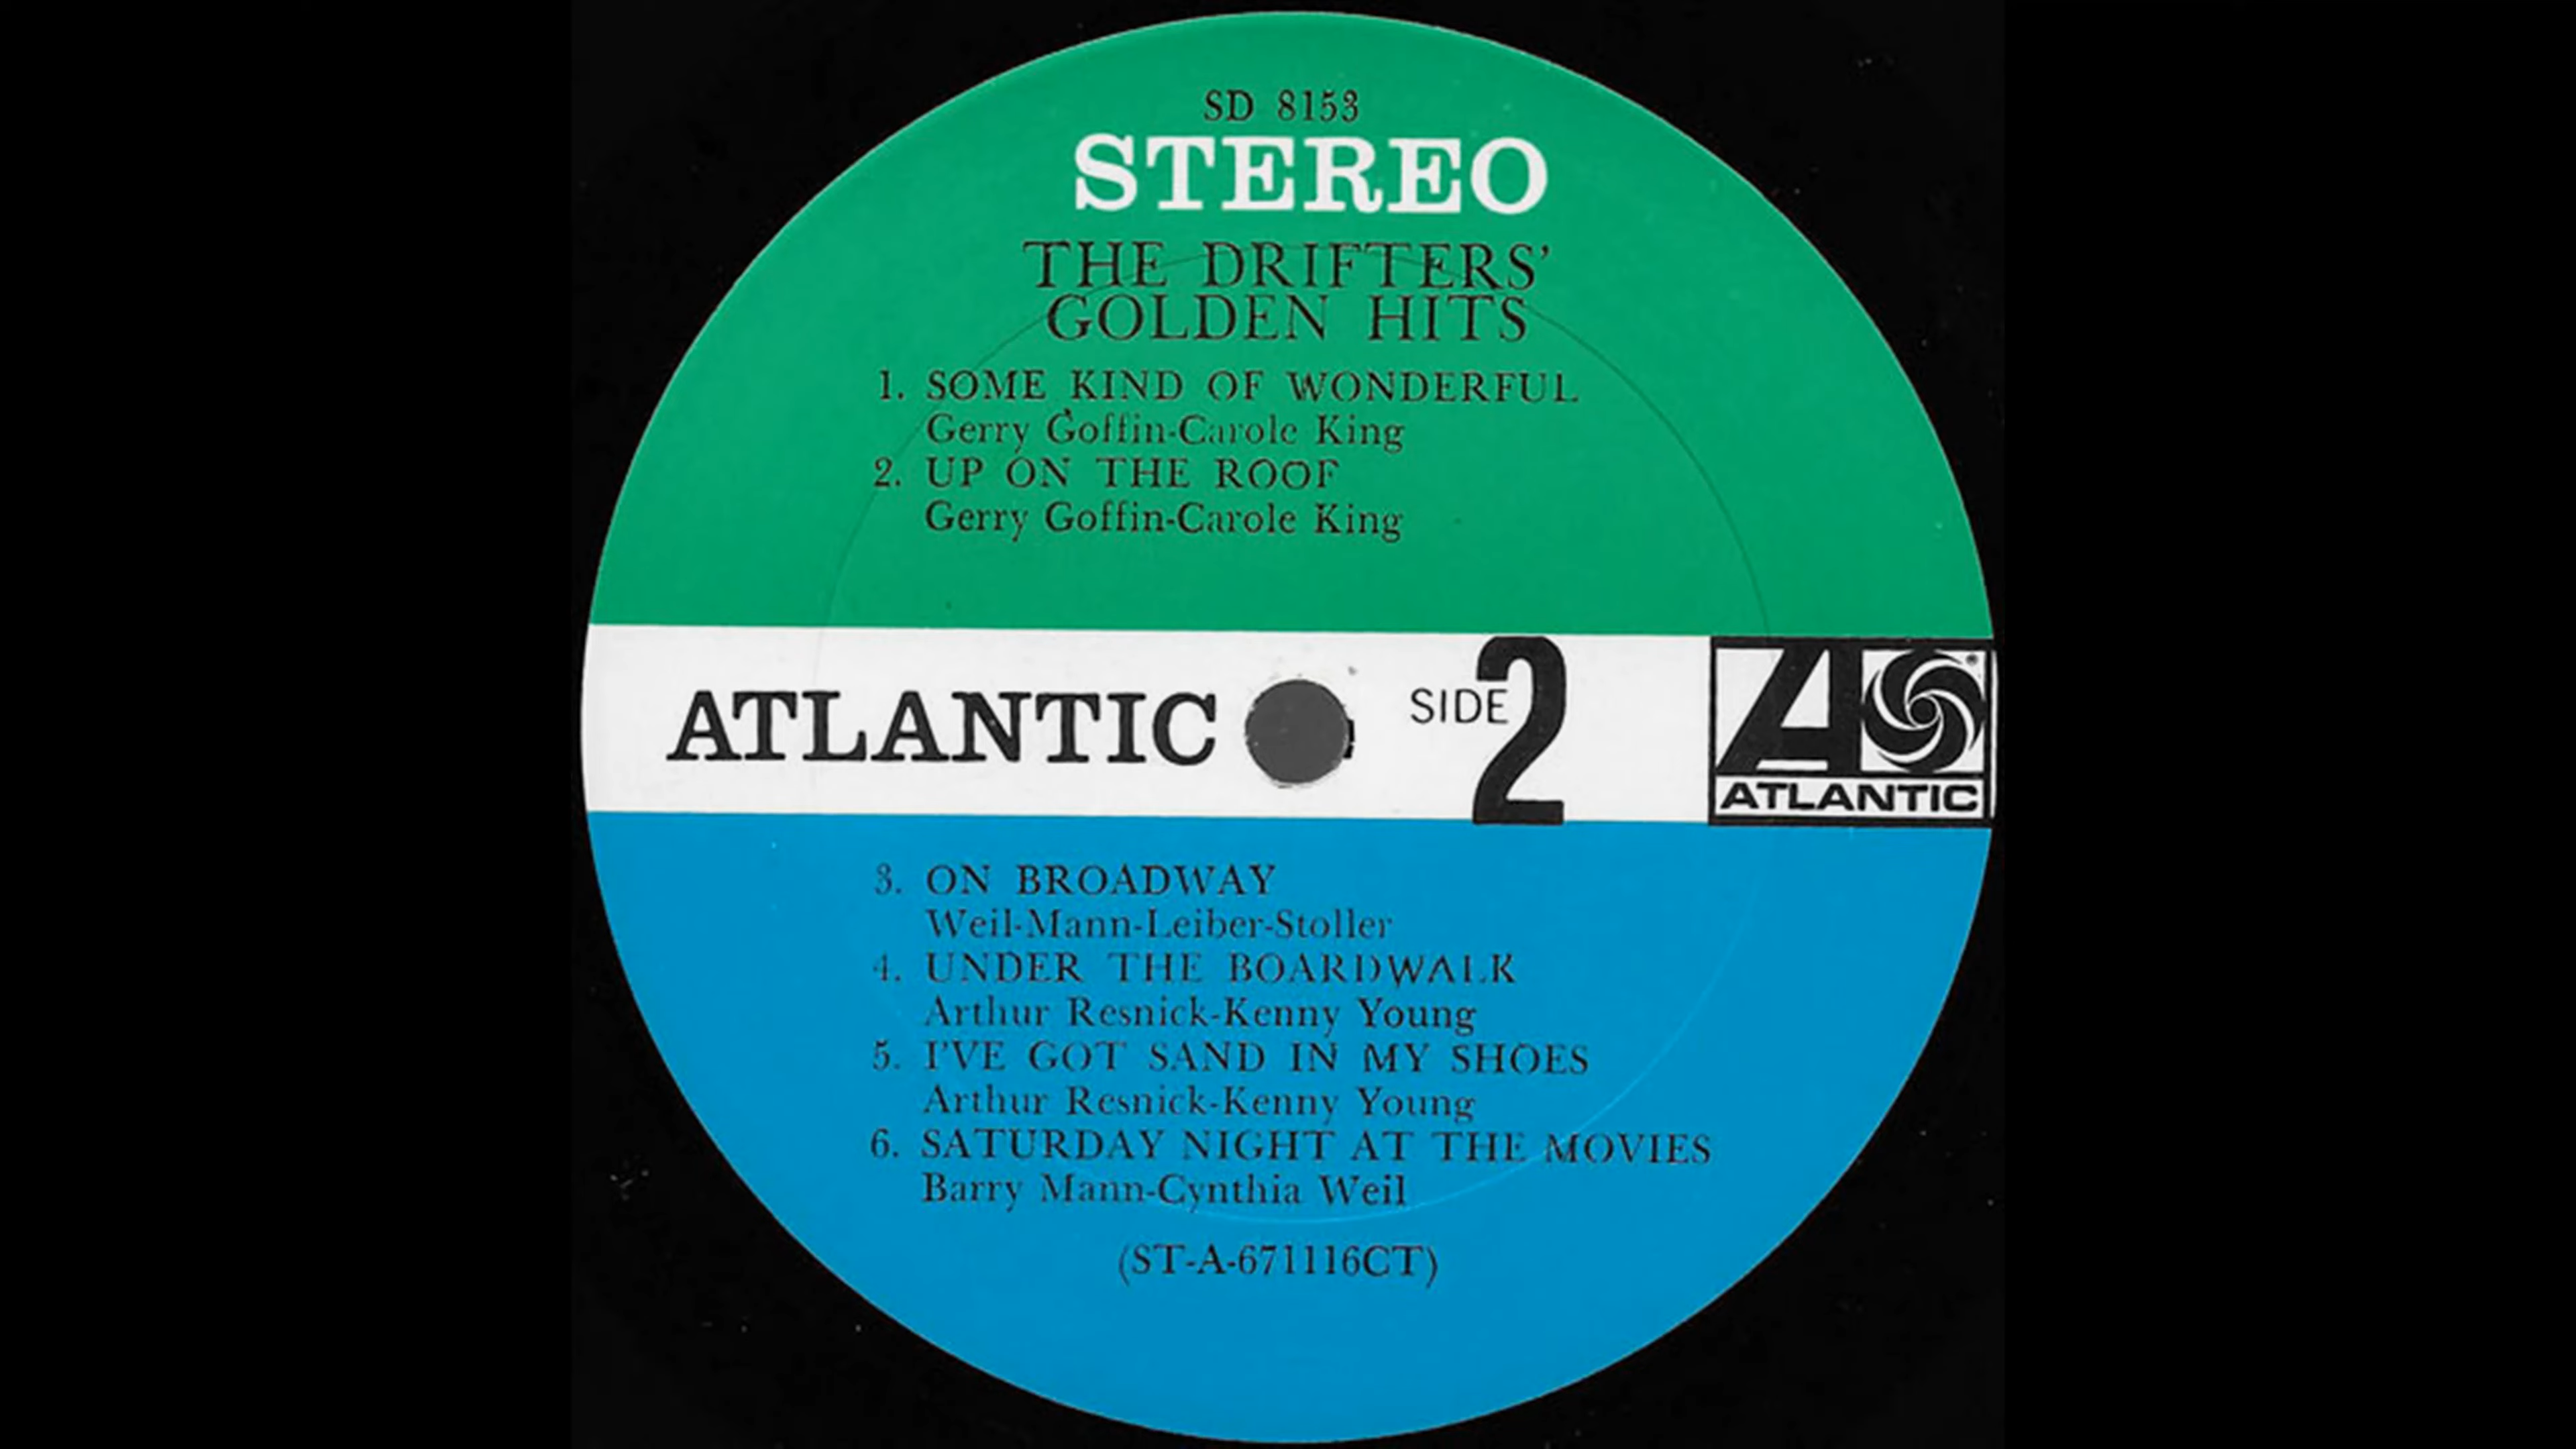 SD 8153
STEREO
THE DRIFTERS'
GOLDEN HITS
1. SOME KIND OF WONDERFUL
Gerry Goffin-Carole King
2. UP ON THE ROOF
Gerry Goffin-Carole King
ATLANTIC SIDE 2
ATLANTIC
3. ON BROADWAY
Weil-Mann-Leiber-Stoller
4. UNDER THE BOARDWALK
Arthur Resnick-Kenny Young
5. I'VE GOT SAND IN MY SHOES
Arthur Resnick-Kenny Young
6. SATURDAY NIGHT AT THE MOVIES
Barry Mann-Cynthia Weil
(ST-A-671116CT)